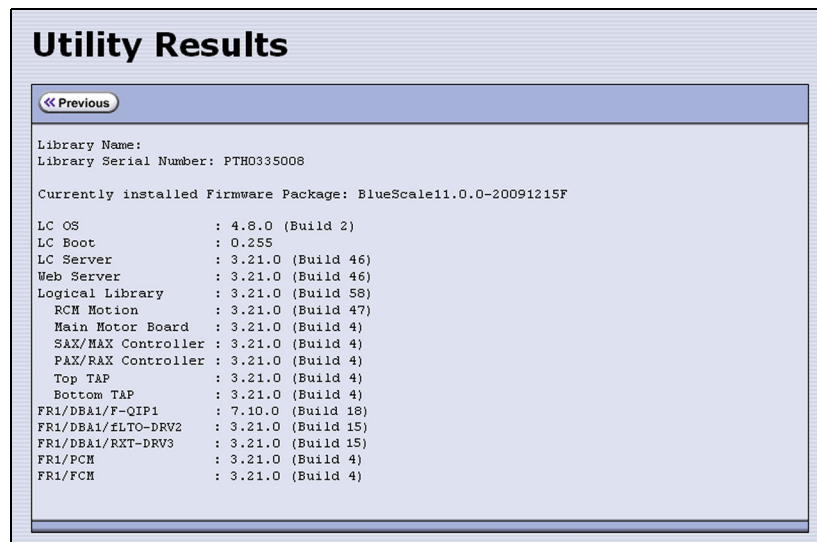 Utility Results
Previous
Library Name:
Library Serial Number: PTH0335008
Currently installed Firmware Package: BlueScale11.0.0-20091215F
LC OS : 4.8.0 (Build 2)
LC Boot : 0.255
LC Server : 3.21.0 (Build 46)
Web Server : 3.21.0 (Build 46)
Logical Library : 3.21.0 (Build 58)
RCM Motion : 3.21.0 (Build 47)
Main Motor Board : 3.21.0 (Build 4)
SAX/MAX Controller : 3.21.0 (Build 4)
PAX/RAX Controller : 3.21.0 (Build 4)
Top TAP : 3.21.0 (Build 4)
Bottom TAP : 3.21.0 (Build 4)
FR1/DBA1/F-QIP1 : 7.10.0 (Build 18)
FR1/DBA1/fLTO-DRV2 : 3.21.0 (Build 15)
FR1/DBA1/RXT-DRV3 : 3.21.0 (Build 15)
FR1/PCM : 3.21.0 (Build 4)
FR1/FCM : 3.21.0 (Build 4)